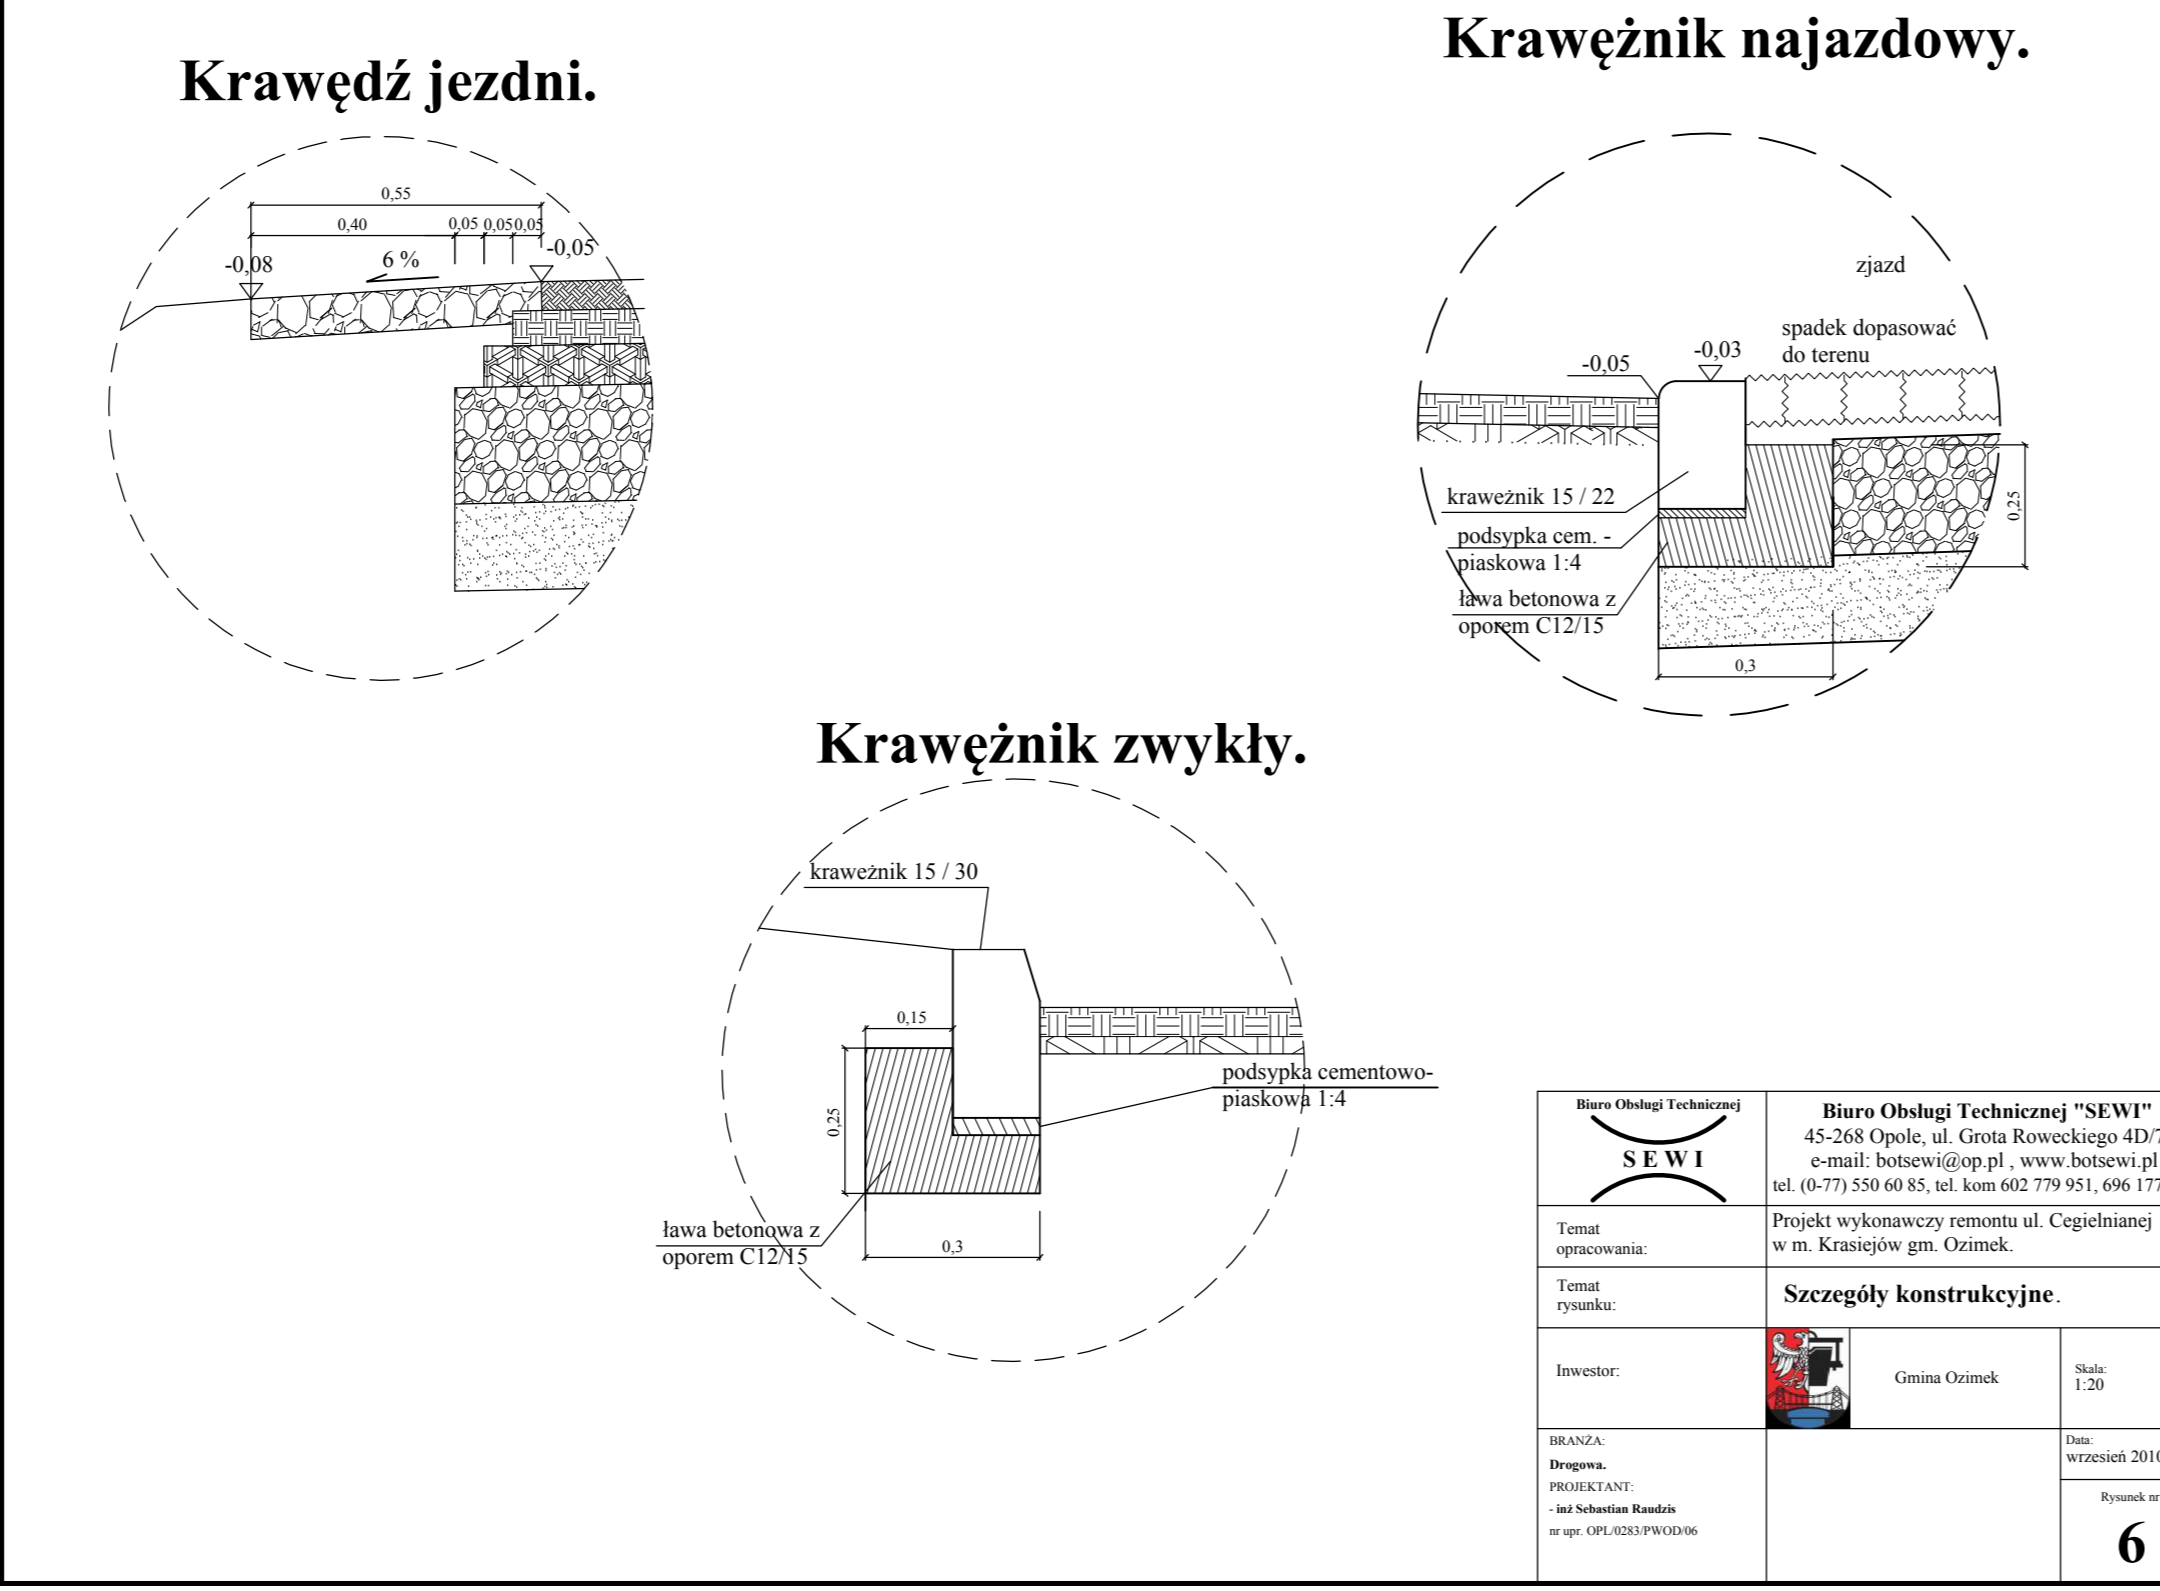 Krawędź jezdni.
0,55
0,40
0,05
0,05
0,05
-0,08
6 %
-0,05
Krawężnik najazdowy.
zjazd
spadek dopasować
do terenu
-0,05
-0,03
kraweżnik 15 / 22
podsypka cem. -
piaskowa 1:4
ława betonowa z
oporem C12/15
0,25
0,3
Krawężnik zwykły.
kraweżnik 15 / 30
0,15
0,25
podsypka cementowo-
piaskowa 1:4
ława betonowa z
oporem C12/15
0,3
Biuro Obsługi Technicznej
S E W I
Biuro Obsługi Technicznej "SEWI"
45-268 Opole, ul. Grota Roweckiego 4D/7
e-mail: botsewi@op.pl , www.botsewi.pl
tel. (0-77) 550 60 85, tel. kom 602 779 951, 696 177
Temat
opracowania:
Projekt wykonawczy remontu ul. Cegielnianej
w m. Krasiejów gm. Ozimek.
Temat
rysunku:
Szczegóły konstrukcyjne.
Inwestor:
Gmina Ozimek
Skala:
1:20
BRANŻA:
Drogowa.
PROJEKTANT:
- inż Sebastian Raudzis
nr upr. OPL/0283/PWOD/06
Data:
wrzesień 2010
Rysunek nr
6